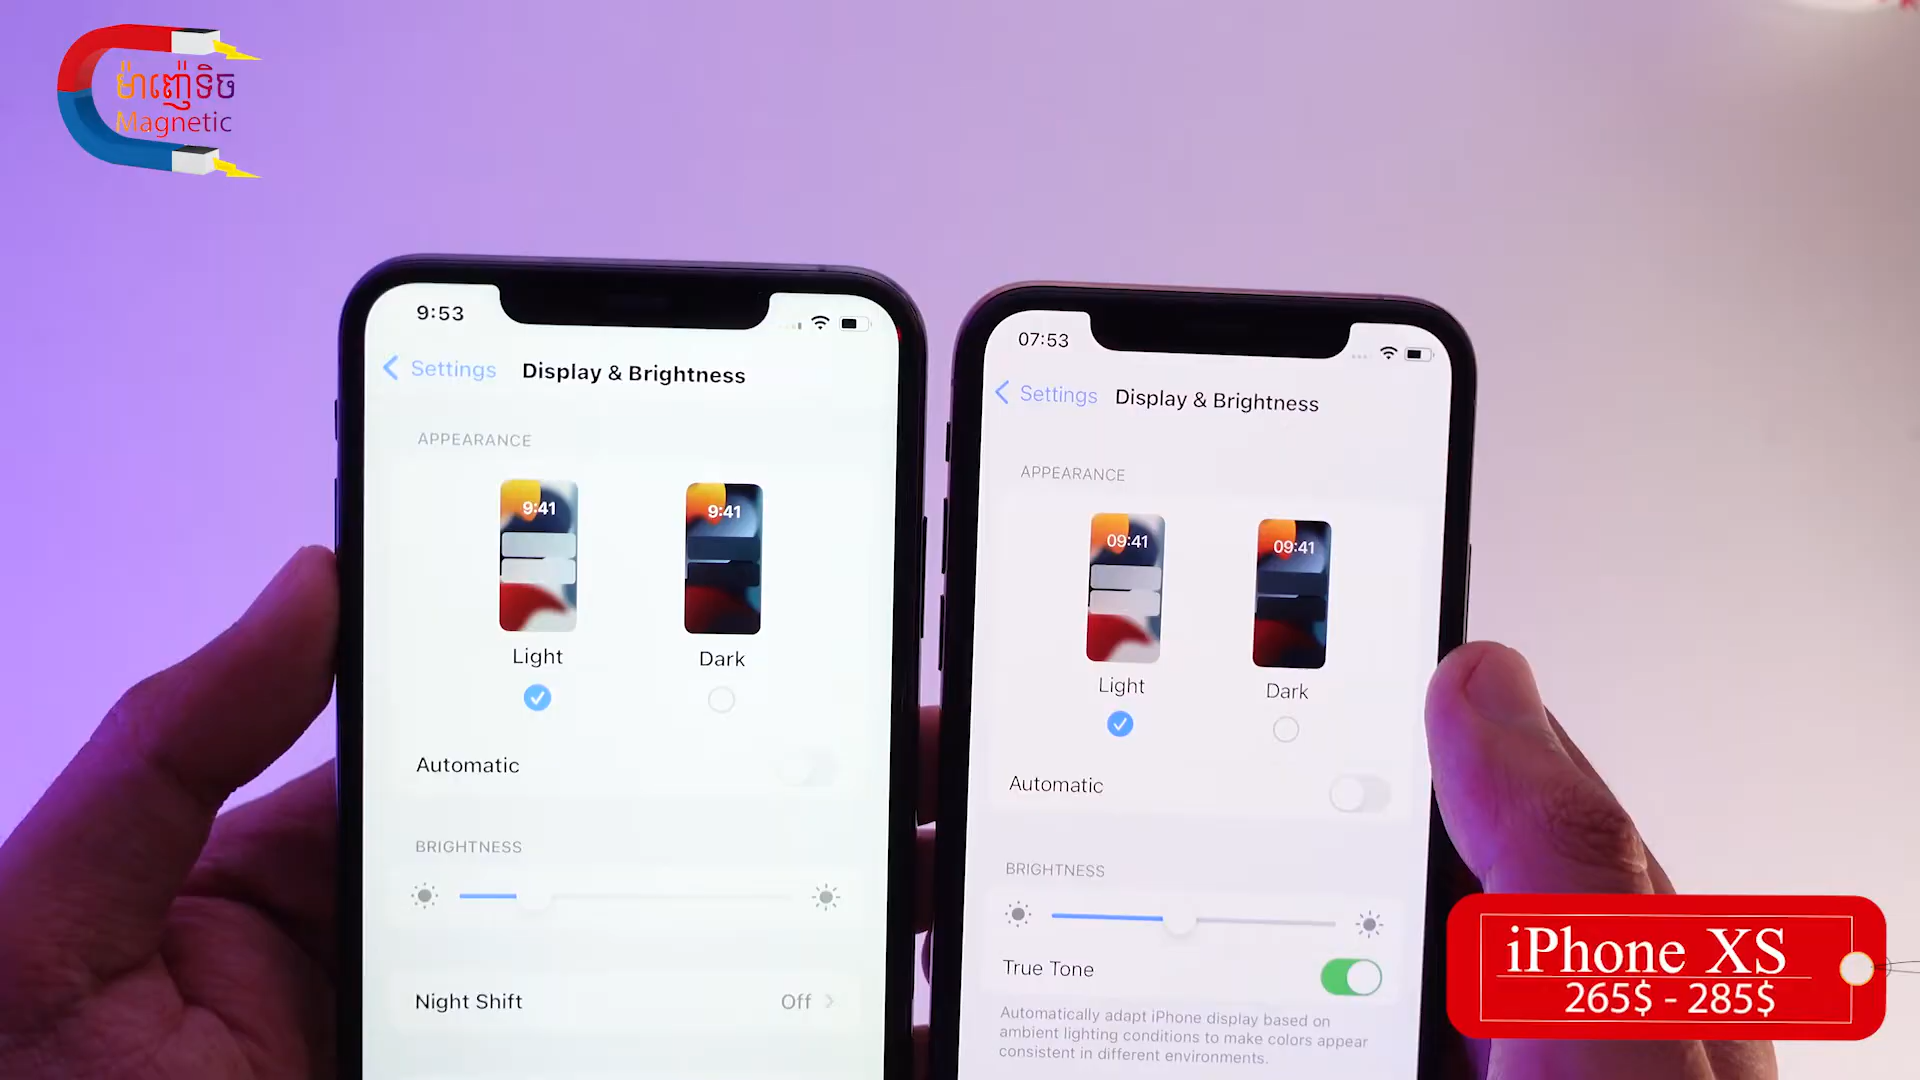 ម៉ាញ៉េទិច
Magnetic
9:53
Settings
Display & Brightness
APPEARANCE
9:41
9:41
Light
Dark
Automatic
BRIGHTNESS
Night Shift
Off
07:53
Settings
Display & Brightness
APPEARANCE
09:41
09:41
Light
Dark
Automatic
BRIGHTNESS
True Tone
Automatically adapt iPhone display based on
ambient lighting conditions to make colors appear
consistent in different environments.
iPhone XS
265$ - 285$